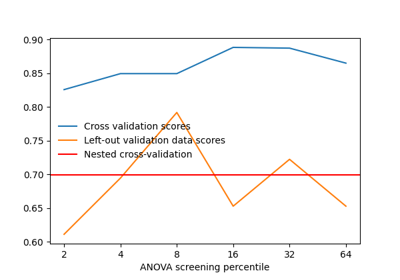 0.90
0.85
0.80
0.75
0.70
0.65
0.60
Cross validation scores
Left-out validation data scores
Nested cross-validation
2 4 8 16 32 64
ANOVA screening percentile